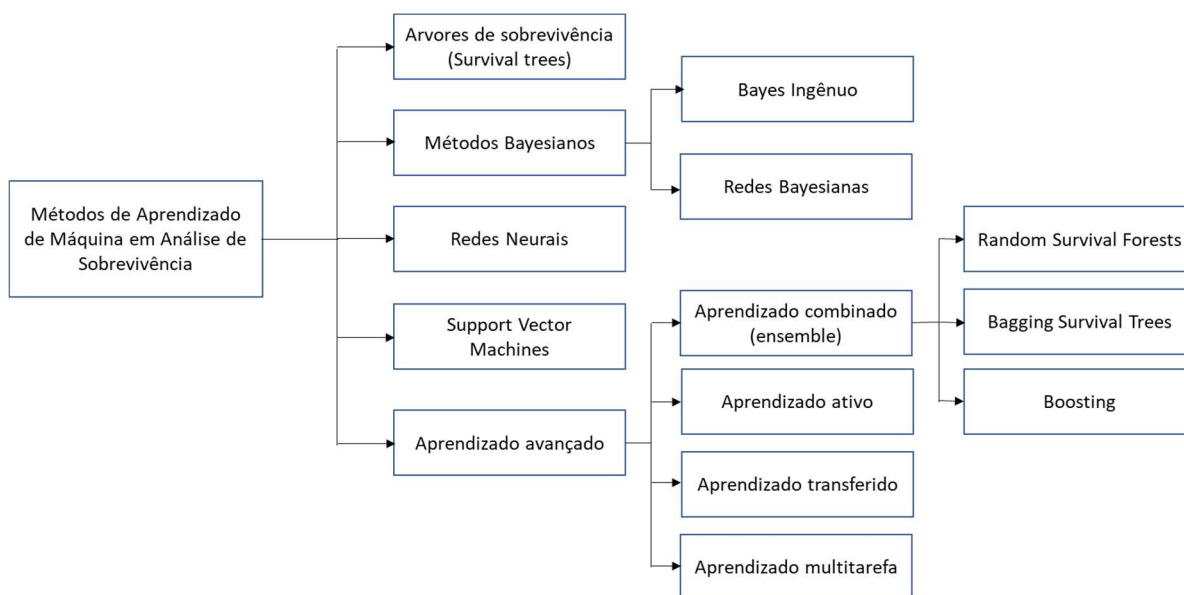 Arvores de sobrevivência
(Survival trees)
Bayes Ingênuo
Métodos Bayesianos
Redes Bayesianas
Métodos de Aprendizado
de Máquina em Análise de
Sobrevivência
Redes Neurais
Random Survival Forests
Support Vector
Machines
Aprendizado combinado
(ensemble)
Bagging Survival Trees
Aprendizado ativo
Boosting
Aprendizado avançado
Aprendizado transferido
Aprendizado multitarefa